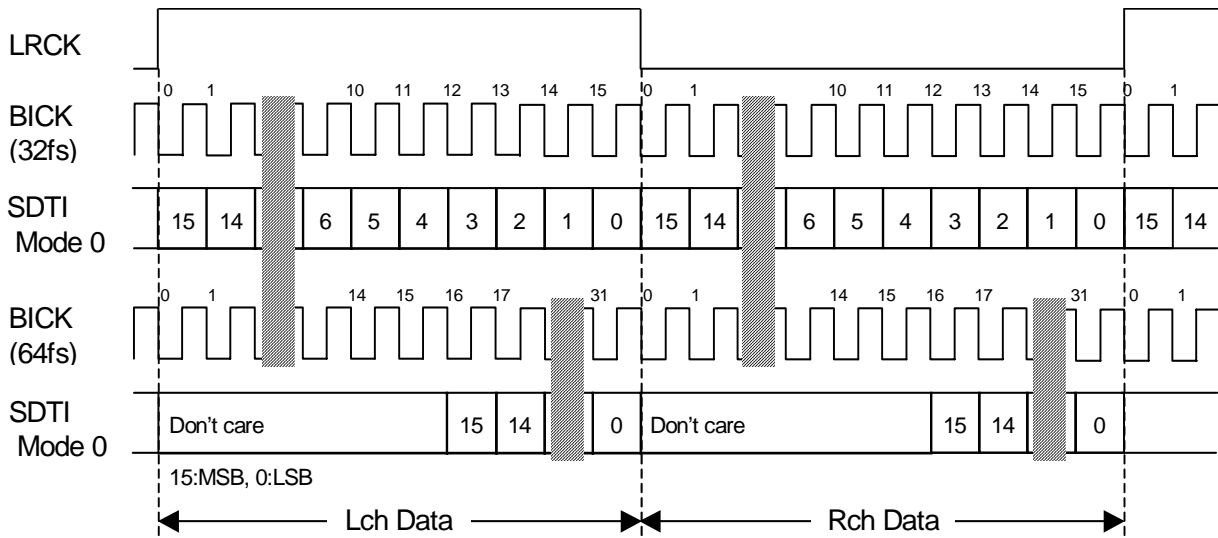 LRCK
0 1 10 11 12 13 14 15 0 1 10 11 12 13 14 15 0 1
BICK
(32fs)
SDTI
Mode 0
15 14 6 5 4 3 2 1 0 15 14 6 5 4 3 2 1 0 15 14
0 1 14 15 16 17 31 0 1 14 15 16 17 31 0 1
BICK
(64fs)
SDTI
Mode 0
Don't care 15 14 0 Don't care 15 14 0
15:MSB, 0:LSB
Lch Data Rch Data